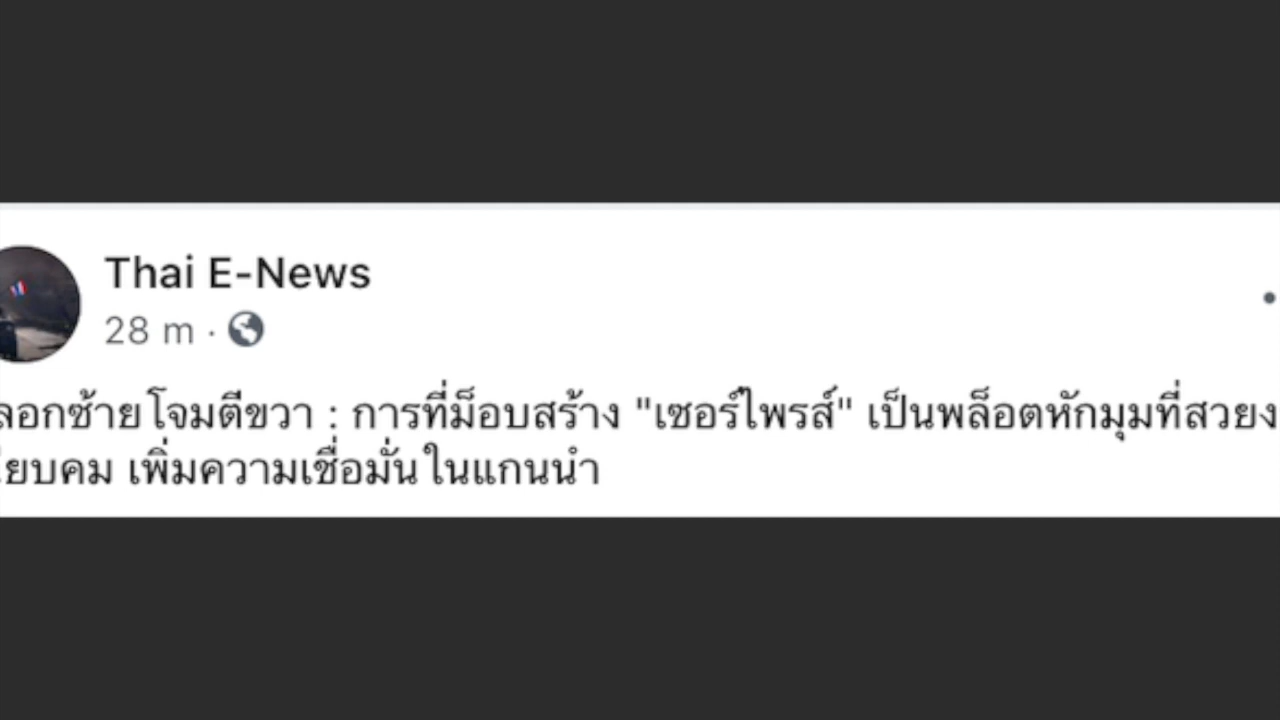 Thai E-News
28 m ·
ลอกซ้ายโจมตีขวา : การที่ม็อบสร้าง "เซอร์ไพรส์" เป็นพล็อตหักมุมที่สวยง
ียบคม เพิ่มความเชื่อมั่นในแกนนำ